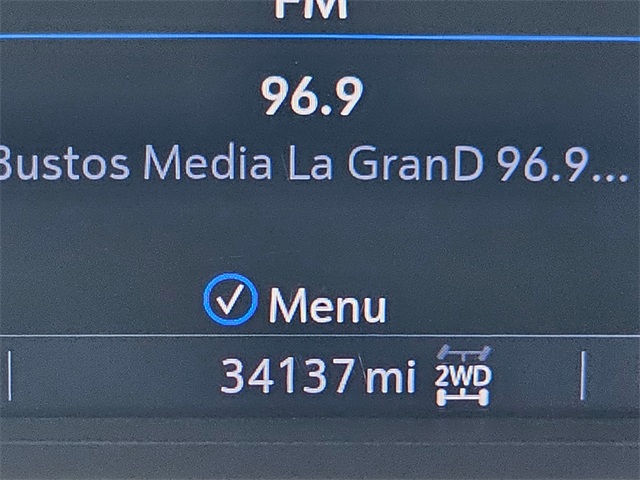 FM
96.9
Bustos Media La GranD 96.9...
Menu
34137 mi 2WD